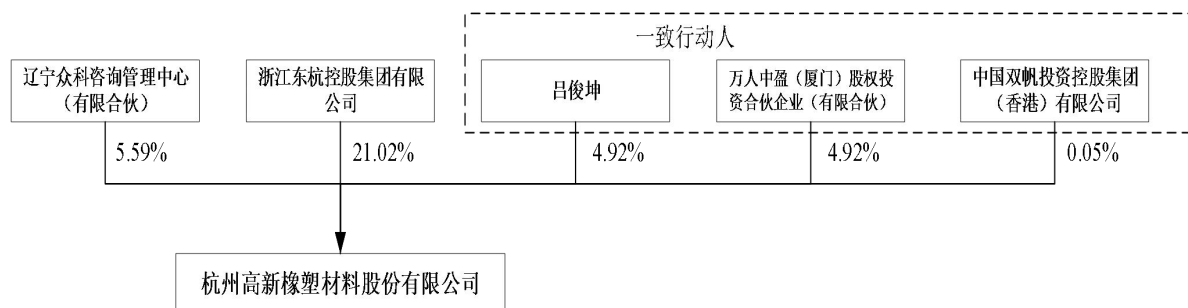 一致行动人
辽宁众科咨询管理中心
（有限合伙）
浙江东杭控股集团有限
公司
吕俊坤
万人中盈（厦门）股权投
资合伙企业（有限合伙）
中国双帆投资控股集团
（香港）有限公司
5.59%
21.02%
4.92%
4.92%
0.05%
杭州高新橡塑材料股份有限公司